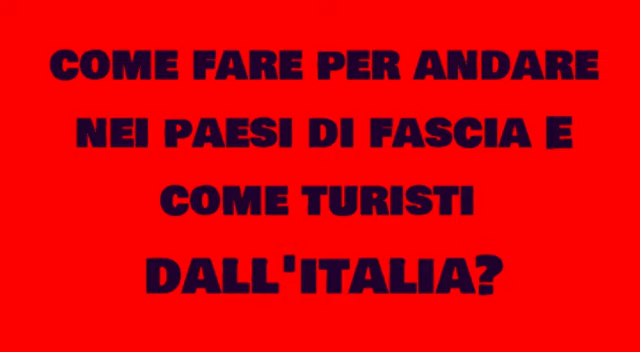 COME FARE PER ANDARE
NEI PAESI DI FASCIA E
COME TURISTI
DALL'ITALIA?